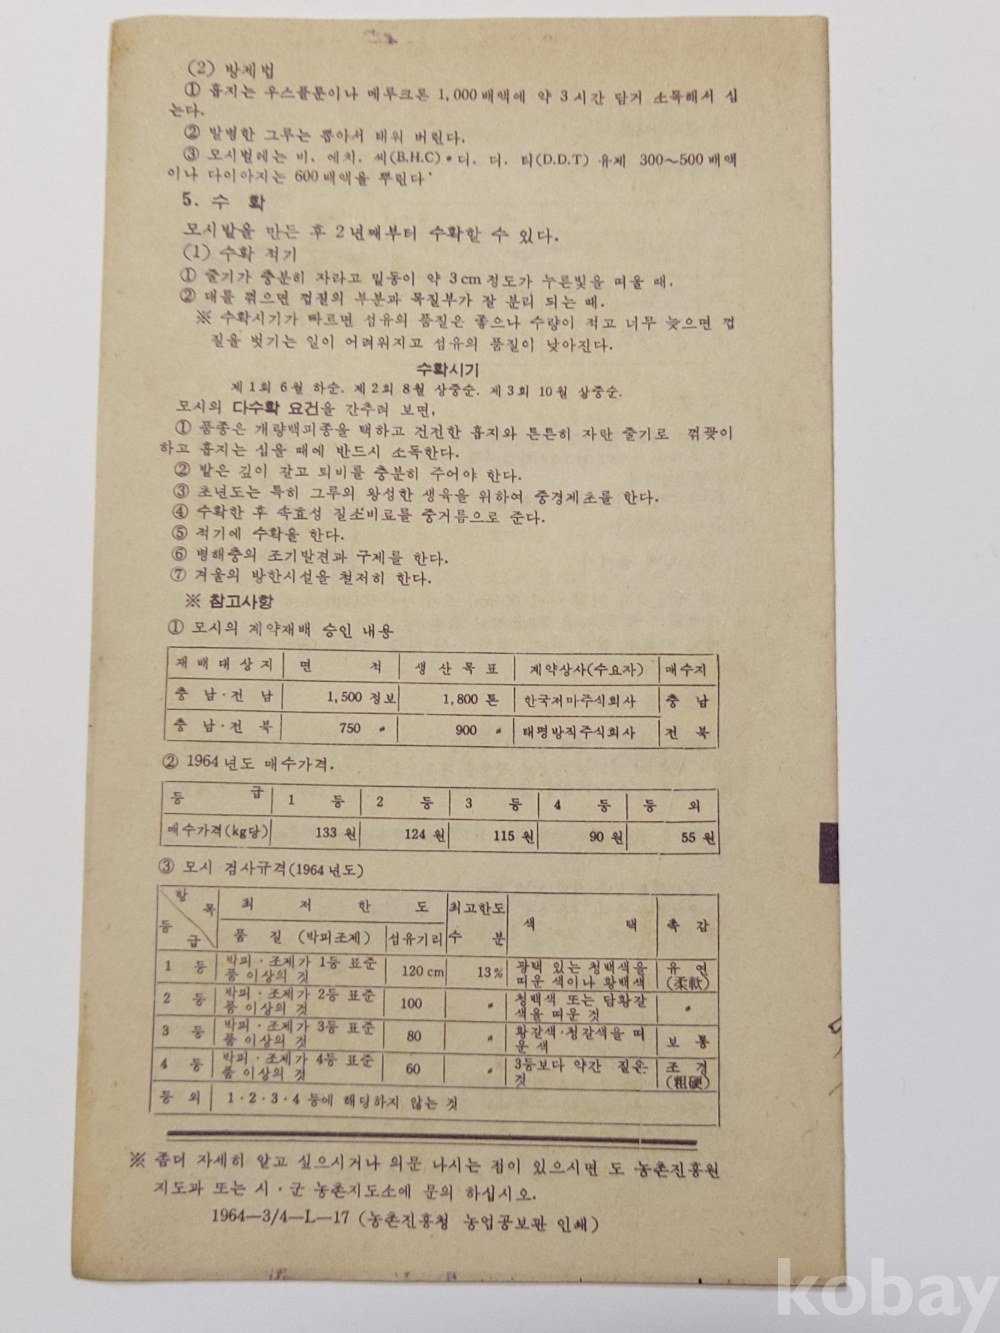 (2) 방제법
① 흡지는 우스플툰이나 메루크론 1,000배액에 약 3시간 담거 소독해서 심
는다.
② 발병한 그루는 뽑아서 태워 버린다.
③ 모시벌레는 비. 에치. 씨(B.H.C)·디. 디. 티(D.D.T) 유제 300~500배액
이나 다이아지는 600배액을 뿌린다
5. 수 확
모시밭을 만든 후 2년째부터 수확할 수 있다.
(1) 수확 적기
① 줄기가 충분히 자라고 밑동이 약 3cm 정도가 누른빛을 띠울 때.
② 대를 꺾으면 껍질의 부분과 목질부가 잘 분리 되는 때.
※ 수확시기가 빠르면 섬유의 품질은 좋으나 수량이 적고 너무 늦으면 껍
질을 벗기는 일이 어려워지고 섬유의 품질이 낮아진다.
수확시기
제1회 6월 하순. 제2회 8월 상중순. 제3회 10월 상중순.
모시의 다수확 요건을 간추려 보면,
① 품종은 개량백피종을 택하고 건전한 흡지와 튼튼히 자란 줄기로 꺾꽂이
하고 흡지는 심을 때에 반드시 소독한다.
② 밭은 깊이 갈고 퇴비를 충분히 주어야 한다.
③ 초년도는 특히 그루의 왕성한 생육을 위하여 중경제초를 한다.
④ 수확한 후 속효성 질소비료를 중거름으로 준다.
⑤ 적기에 수확을 한다.
⑥ 병해충의 조기발견과 구제를 한다.
⑦ 겨울의 방한시설을 철저히 한다.
※ 참고사항
① 모시의 계약재배 승인 내용
재배대상지 면 적 생산목표 계약상사(수요자) 매수지
충 남·전 남 1,500 정보 1,800 톤 한국저마주식회사 충 남
충 남·전 북 750 〃 900 〃 태평방직주식회사 전 북
② 1964년도 매수가격.
등 급 1 등 2 등 3 등 4 등 등 외
매수가격(kg당) 133 원 124 원 115 원 90 원 55 원
③ 모시 검사규격(1964년도)
항 목 최 저 한 도 최고한도 색 택 촉 감
등 급 품 질 (박피조제) 섬유기리 수 분
1 등 박피·조제가 1등 표준 120 cm 13% 광택 있는 청백색을 유 연
품 이상의 것 띠운 색이나 황백색 (柔軟)
2 등 박피·조제가 2등 표준 100 〃 청백색 또는 담황갈 〃
품 이상의 것 색을 띠운 것
3 등 박피·조제가 3등 표준 80 〃 황갈색·청갈색을 띠 보 통
품 이상의 것 운 색
4 등 박피·조제가 4등 표준 60 〃 3등보다 약간 짙은 조 경
품 이상의 것 것 (粗硬)
등 외 1·2·3·4 등에 해당하지 않는 것
※ 좀더 자세히 알고 싶으시거나 의문 나시는 점이 있으시면 도 농촌진흥원
지도과 또는 시·군 농촌지도소에 문의 하십시오.
1964—3/4—L—17 (농촌진흥청 농업공보관 인쇄)
kobay